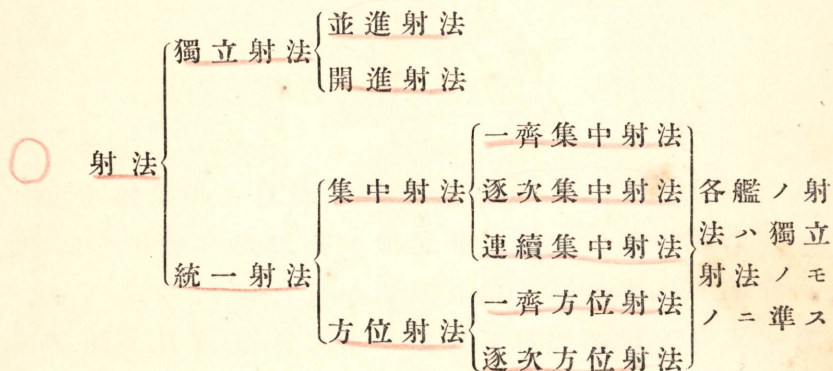 射法
獨立射法
並進射法
開進射法
統一射法
集中射法
一齊集中射法
逐次集中射法
連續集中射法
方位射法
一齊方位射法
逐次方位射法
各艦ノ射
法ハ獨立
射法ノモ
ノニ準ス